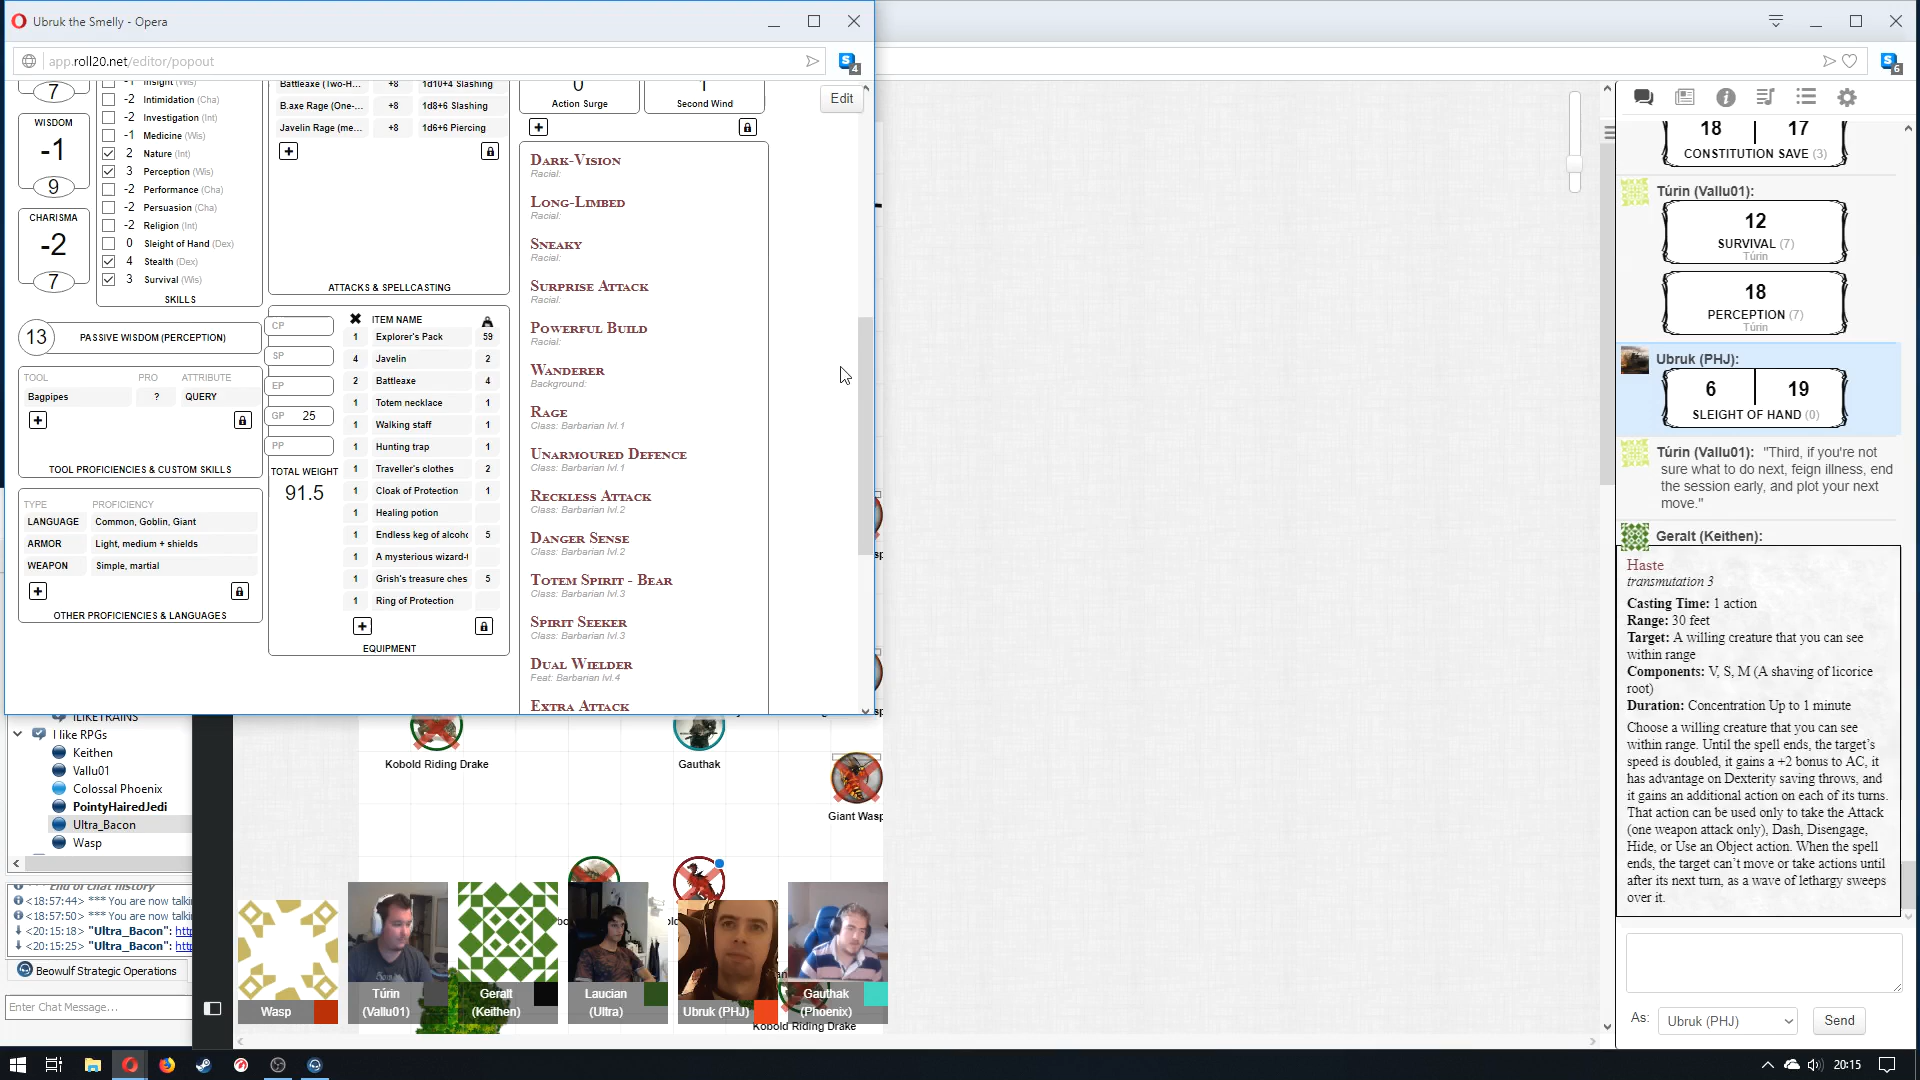 Ubruk the Smelly - Opera
app.roll20.net/editor/popout
4
6
7
WISDOM
-1
9
CHARISMA
-2
7
-1 Insight (Wis)
-2 Intimidation (Cha)
-2 Investigation (Int)
-1 Medicine (Wis)
2 Nature (Int)
3 Perception (Wis)
-2 Performance (Cha)
-2 Persuasion (Cha)
-2 Religion (Int)
0 Sleight of Hand (Dex)
4 Stealth (Dex)
3 Survival (Wis)
SKILLS
13 PASSIVE WISDOM (PERCEPTION)
TOOL PRO ATTRIBUTE
Bagpipes ? QUERY
TOOL PROFICIENCIES & CUSTOM SKILLS
TYPE PROFICIENCY
LANGUAGE Common, Goblin, Giant
ARMOR Light, medium + shields
WEAPON Simple, martial
OTHER PROFICIENCIES & LANGUAGES
Battleaxe (Two-H... +8 1d10+4 Slashing
B.axe Rage (One-... +8 1d8+6 Slashing
Javelin Rage (me... +8 1d6+6 Piercing
ATTACKS & SPELLCASTING
CP
SP
EP
GP 25
PP
TOTAL WEIGHT
91.5
ITEM NAME
1 Explorer's Pack 59
4 Javelin 2
2 Battleaxe 4
1 Totem necklace 1
1 Walking staff 1
1 Hunting trap 1
1 Traveller's clothes 2
1 Cloak of Protection 1
1 Healing potion
1 Endless keg of alcoh 5
1 A mysterious wizard-
1 Grish's treasure ches 5
1 Ring of Protection
EQUIPMENT
0
Action Surge
1
Second Wind
Edit
Dark-Vision
Racial:
Long-Limbed
Racial:
Sneaky
Racial:
Surprise Attack
Racial:
Powerful Build
Racial:
Wanderer
Background:
Rage
Class: Barbarian lvl.1
Unarmoured Defence
Class: Barbarian lvl.1
Reckless Attack
Class: Barbarian lvl.2
Danger Sense
Class: Barbarian lvl.2
Totem Spirit - Bear
Class: Barbarian lvl.3
Spirit Seeker
Class: Barbarian lvl.3
Dual Wielder
Feat: Barbarian lvl.4
Extra Attack
ILIKETRAINS
I like RPGs
Keithen
Vallu01
Colossal Phoenix
PointyHairedJedi
Ultra_Bacon
Wasp
*** End of chat history
<18:57:44> *** You are now talki
<18:57:50> *** You are now talki
<20:15:18> "Ultra_Bacon": htt
<20:15:25> "Ultra_Bacon": htt
Beowulf Strategic Operations
Enter Chat Message...
Kobold Riding Drake
Gauthak
Giant Wasp
Kobold Riding Drake
Wasp
Túrin
(Vallu01)
Geralt
(Keithen)
Laucian
(Ultra)
Ubruk (PHJ)
Gauthak
(Phoenix)
18 17
CONSTITUTION SAVE (3)
Túrin (Vallu01):
12
SURVIVAL (7)
Túrin
18
PERCEPTION (7)
Túrin
Ubruk (PHJ):
6 19
SLEIGHT OF HAND (0)
Túrin (Vallu01): "Third, if you're not
sure what to do next, feign illness, end
the session early, and plot your next
move."
Geralt (Keithen):
Haste
transmutation 3
Casting Time: 1 action
Range: 30 feet
Target: A willing creature that you can see
within range
Components: V, S, M (A shaving of licorice
root)
Duration: Concentration Up to 1 minute
Choose a willing creature that you can see
within range. Until the spell ends, the target's
speed is doubled, it gains a +2 bonus to AC, it
has advantage on Dexterity saving throws, and
it gains an additional action on each of its turns.
That action can be used only to take the Attack
(one weapon attack only), Dash, Disengage,
Hide, or Use an Object action. When the spell
ends, the target can't move or take actions until
after its next turn, as a wave of lethargy sweeps
over it.
As: Ubruk (PHJ) Send
20:15